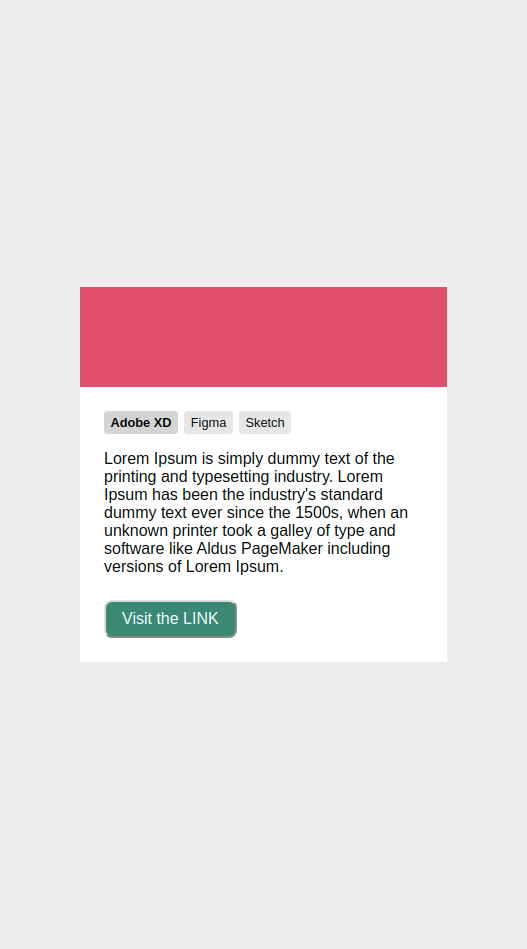 Adobe XD Figma Sketch
Lorem Ipsum is simply dummy text of the
printing and typesetting industry. Lorem
Ipsum has been the industry's standard
dummy text ever since the 1500s, when an
unknown printer took a galley of type and
software like Aldus PageMaker including
versions of Lorem Ipsum.
Visit the LINK